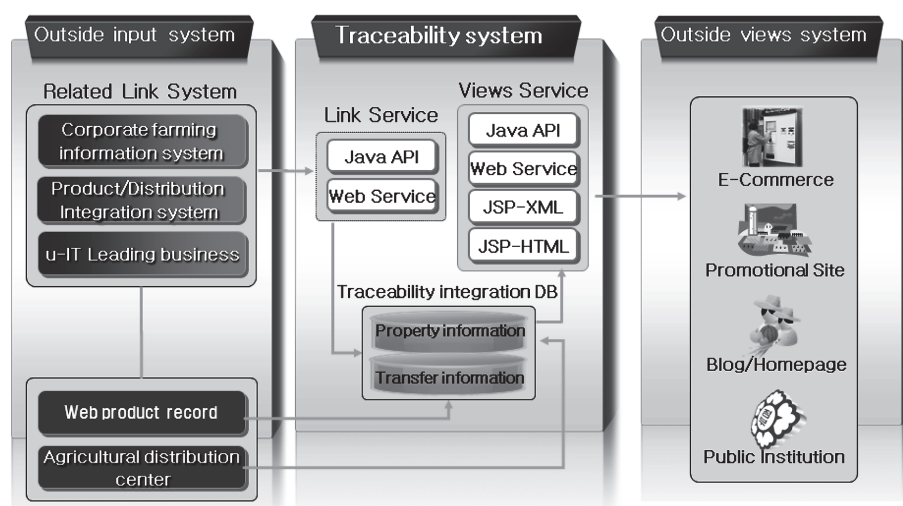 Outside input system
Related Link System
Corporate farming
information system
Product/Distribution
Integration system
u-IT Leading business
Web product record
Agricultural distribution
center
Traceability system
Link Service
Java API
Web Service
Views Service
Java API
Web Service
JSP-XML
JSP-HTML
Traceability integration DB
Property information
Transfer information
Outside views system
E-Commerce
Promotional Site
Blog/Homepage
Public Institution